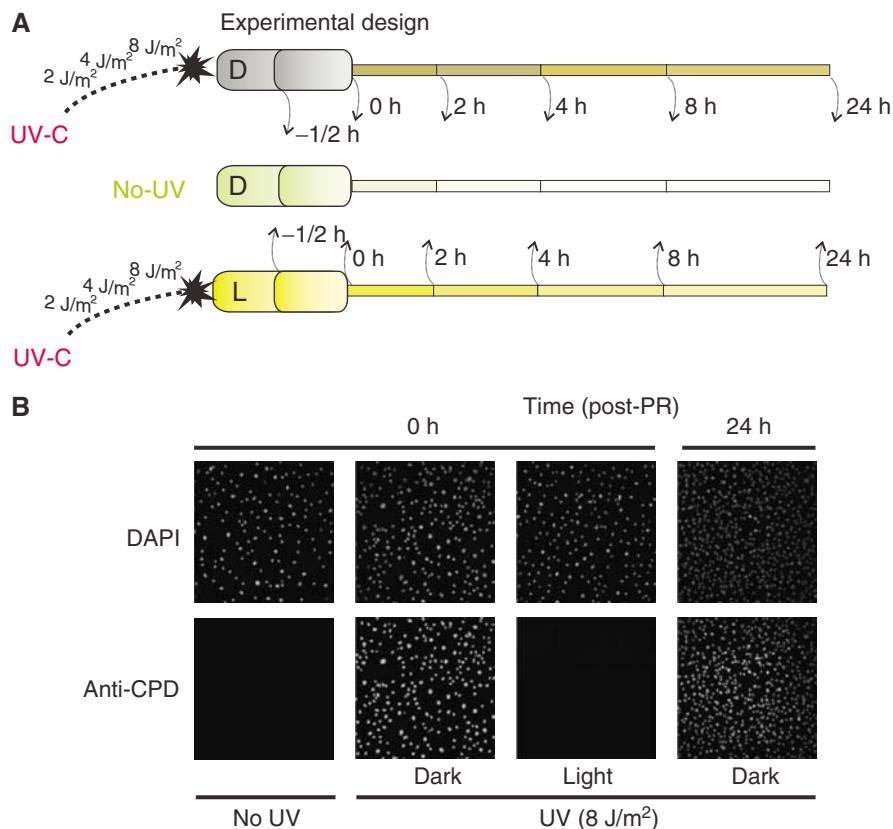 A
Experimental design
2 J/m² 4 J/m² 8 J/m²
D
UV-C
–1/2 h
0 h 2 h 4 h 8 h 24 h
No-UV
D
–1/2 h
0 h 2 h 4 h 8 h 24 h
2 J/m² 4 J/m² 8 J/m²
L
UV-C
B
Time (post-PR)
0 h 24 h
DAPI
Anti-CPD
Dark Light Dark
No UV UV (8 J/m²)